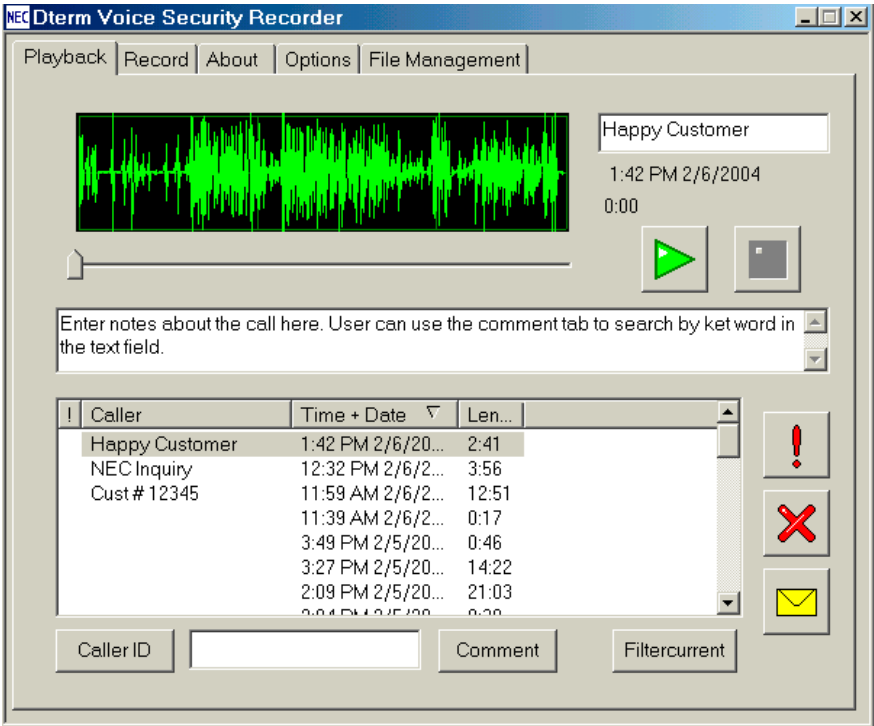 NEC Dterm Voice Security Recorder
Playback Record About Options File Management
Happy Customer
1:42 PM 2/6/2004
0:00
Enter notes about the call here. User can use the comment tab to search by ket word in
the text field.
! Caller Time + Date Len...
Happy Customer 1:42 PM 2/6/20... 2:41
NEC Inquiry 12:32 PM 2/6/2... 3:56
Cust # 12345 11:59 AM 2/6/2... 12:51
11:39 AM 2/6/2... 0:17
3:49 PM 2/5/20... 0:46
3:27 PM 2/5/20... 14:22
2:09 PM 2/5/20... 21:03
Caller ID Comment Filtercurrent